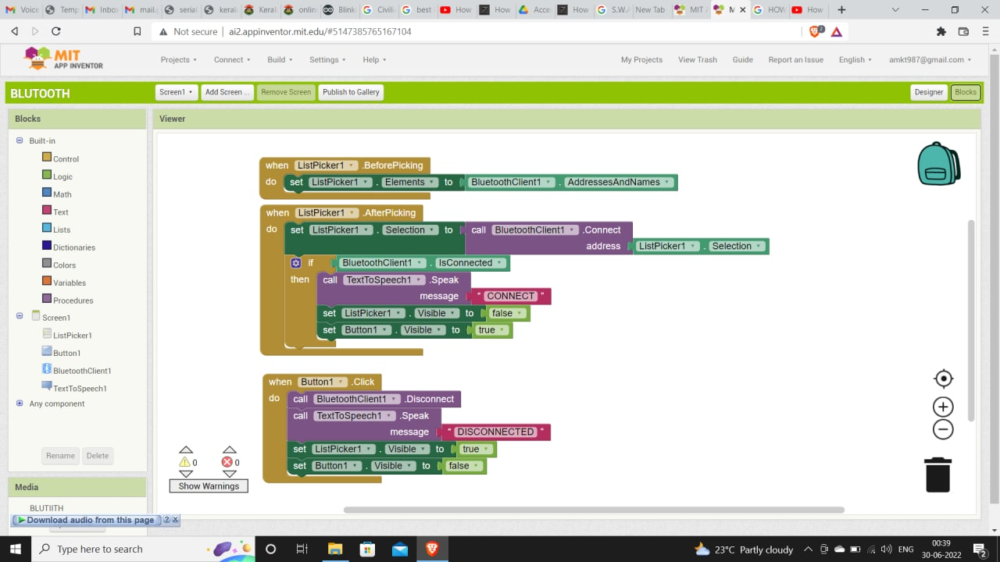 Voice
Temp
Inbox
mail.
serial
kerala
Kerala
online
Blink
Civilic
best
How
How
Acces
How
S.W.A
New Tab
MIT A
M
HOW
How
Not secure
ai2.appinventor.mit.edu/#5147385765167104
2
MIT
APP INVENTOR
Projects
Connect
Build
Settings
Help
My Projects
View Trash
Guide
Report an Issue
English
amkt987@gmail.com
BLUTOOTH
Screen1
Add Screen ...
Remove Screen
Publish to Gallery
Designer
Blocks
Blocks
Viewer
Built-in
Control
Logic
Math
Text
Lists
Dictionaries
Colors
Variables
Procedures
Screen1
ListPicker1
Button1
BluetoothClient1
TextToSpeech1
Any component
Rename
Delete
Media
BLUTIITH
Download audio from this page ? x
when ListPicker1 .BeforePicking
do set ListPicker1 . Elements to BluetoothClient1 . AddressesAndNames
when ListPicker1 .AfterPicking
do set ListPicker1 . Selection to call BluetoothClient1 .Connect
address ListPicker1 . Selection
if BluetoothClient1 . IsConnected
then call TextToSpeech1 .Speak
message " CONNECT "
set ListPicker1 . Visible to false
set Button1 . Visible to true
when Button1 .Click
do call BluetoothClient1 .Disconnect
call TextToSpeech1 .Speak
message " DISCONNECTED "
set ListPicker1 . Visible to true
set Button1 . Visible to false
0
0
Show Warnings
Type here to search
23°C Partly cloudy
ENG
00:39
30-06-2022
2